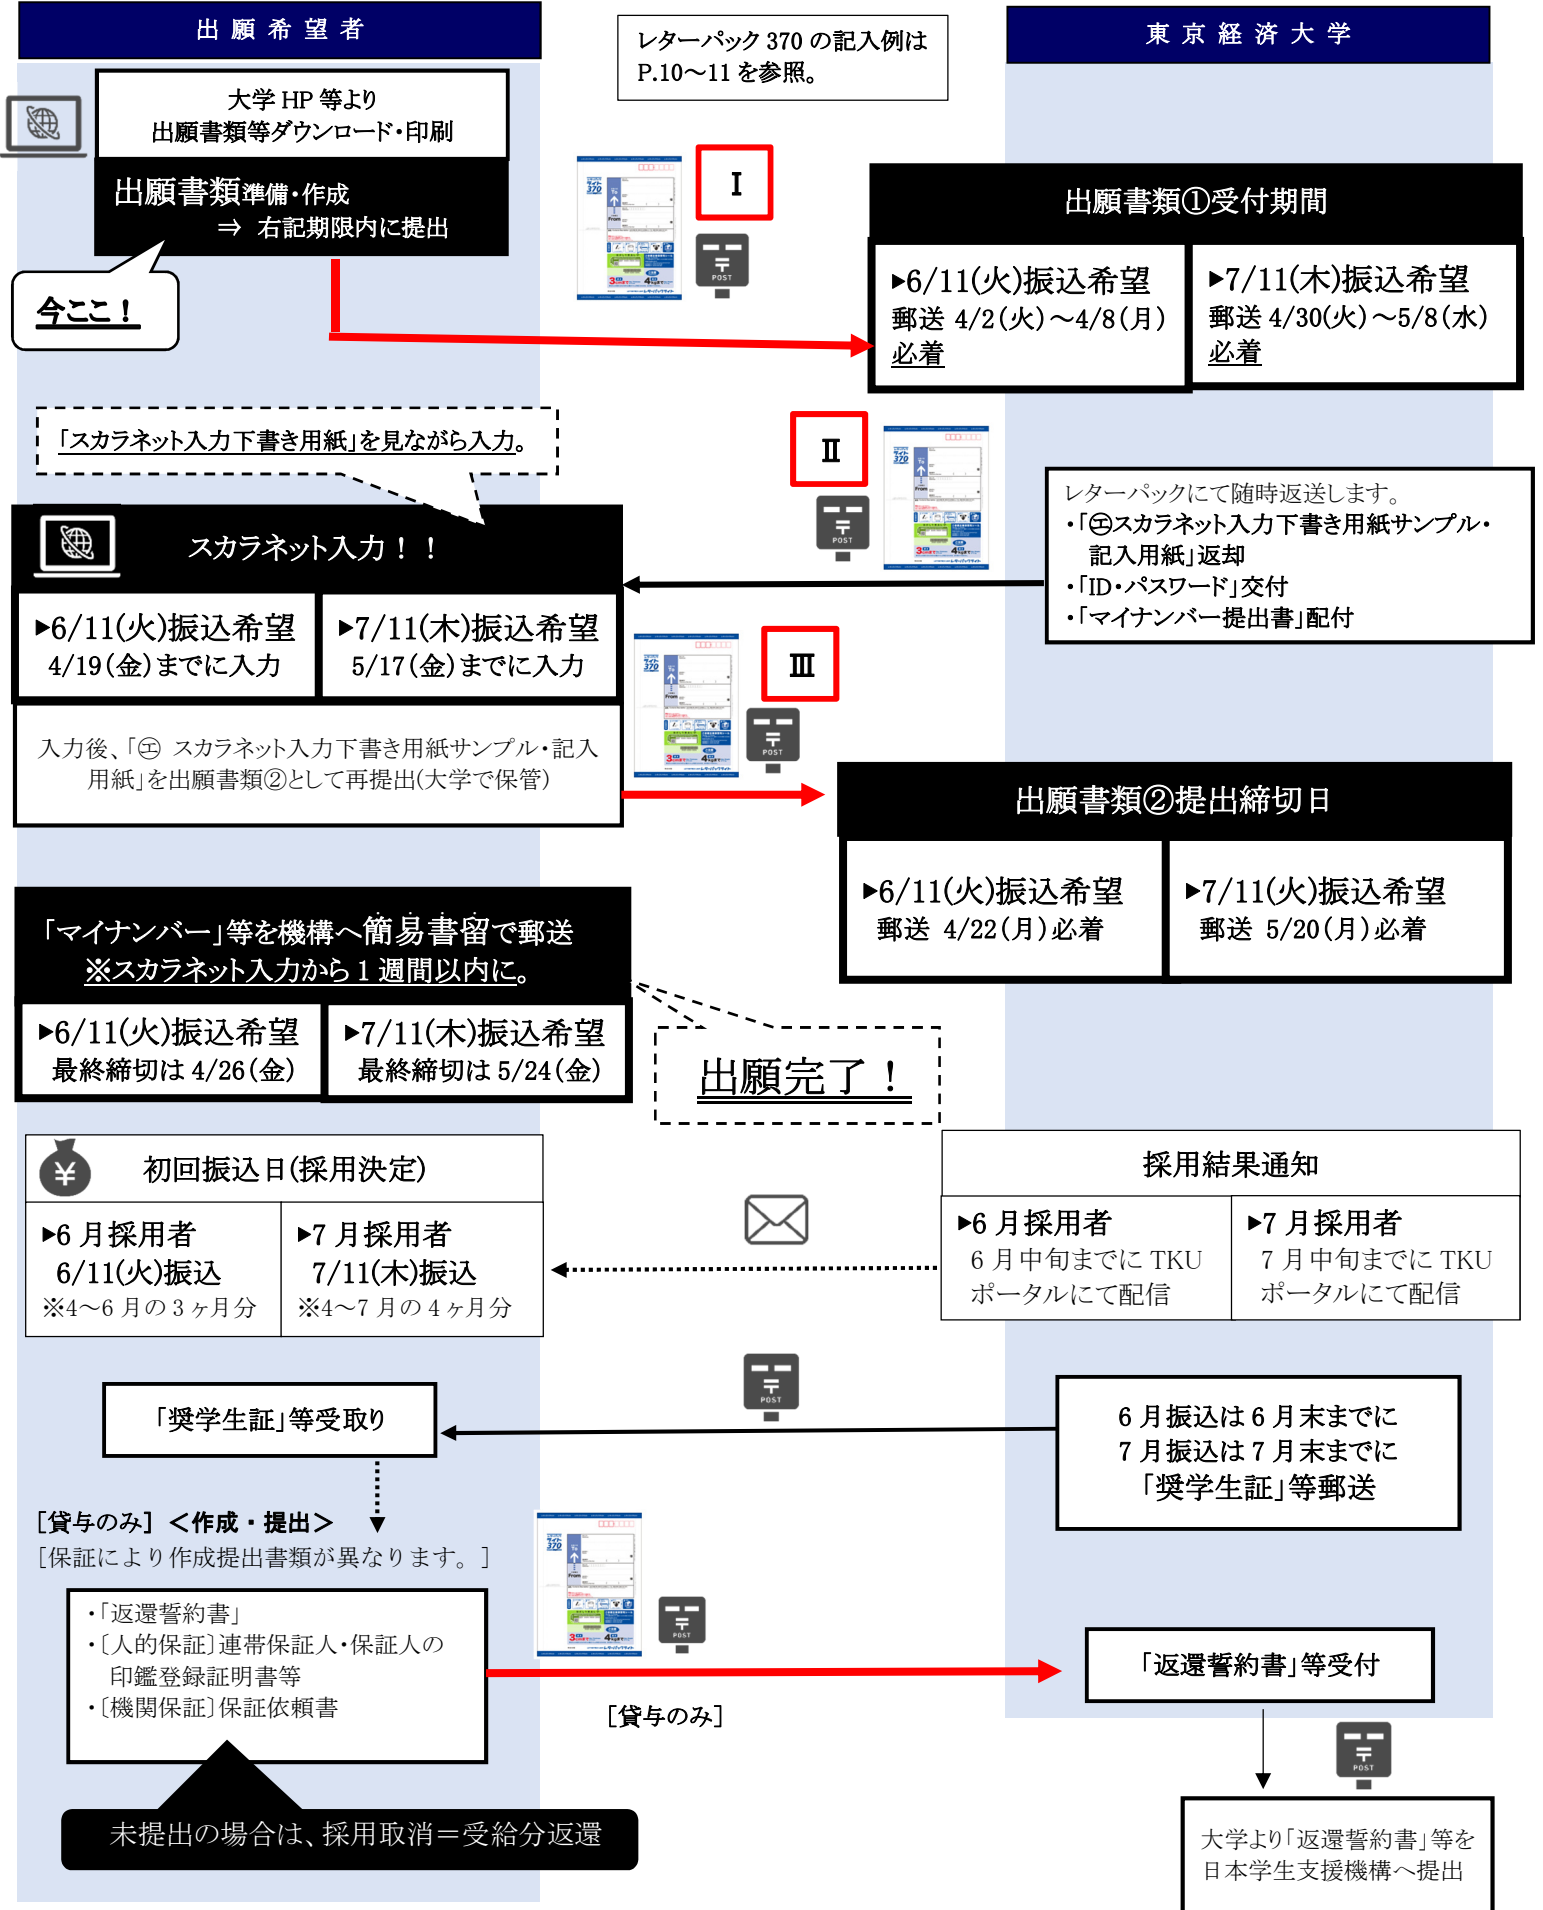 出願希望者
レターパック 370 の記入例は
P.10～11 を参照。
東京経済大学
大学 HP 等より
出願書類等ダウンロード・印刷
出願書類準備・作成
⇒ 右記期限内に提出
今ここ！
Ⅰ
POST
出願書類①受付期間
▶6/11(火)振込希望
郵送 4/2(火)～4/8(月)
必着
▶7/11(木)振込希望
郵送 4/30(火)～5/8(水)
必着
「スカラネット入力下書き用紙」を見ながら入力。
Ⅱ
POST
レターパックにて随時返送します。
・「㋓スカラネット入力下書き用紙サンプル・
記入用紙」返却
・「ID・パスワード」交付
・「マイナンバー提出書」配付
スカラネット入力！！
▶6/11(火)振込希望
4/19(金)までに入力
▶7/11(木)振込希望
5/17(金)までに入力
入力後、「㋓ スカラネット入力下書き用紙サンプル・記入
用紙」を出願書類②として再提出(大学で保管)
Ⅲ
POST
出願書類②提出締切日
▶6/11(火)振込希望
郵送 4/22(月)必着
▶7/11(火)振込希望
郵送 5/20(月)必着
「マイナンバー」等を機構へ簡易書留で郵送
※スカラネット入力から 1 週間以内に。
▶6/11(火)振込希望
最終締切は 4/26(金)
▶7/11(木)振込希望
最終締切は 5/24(金)
出願完了！
初回振込日(採用決定)
▶6 月採用者
6/11(火)振込
※4～6 月の 3 ヶ月分
▶7 月採用者
7/11(木)振込
※4～7 月の 4 ヶ月分
採用結果通知
▶6 月採用者
6 月中旬までに TKU
ポータルにて配信
▶7 月採用者
7 月中旬までに TKU
ポータルにて配信
POST
「奨学生証」等受取り
6 月振込は 6 月末までに
7 月振込は 7 月末までに
「奨学生証」等郵送
［貸与のみ］＜作成・提出＞
［保証により作成提出書類が異なります。］
・「返還誓約書」
・〔人的保証〕連帯保証人・保証人の
印鑑登録証明書等
・〔機関保証〕保証依頼書
POST
［貸与のみ］
「返還誓約書」等受付
POST
未提出の場合は、採用取消＝受給分返還
大学より「返還誓約書」等を
日本学生支援機構へ提出